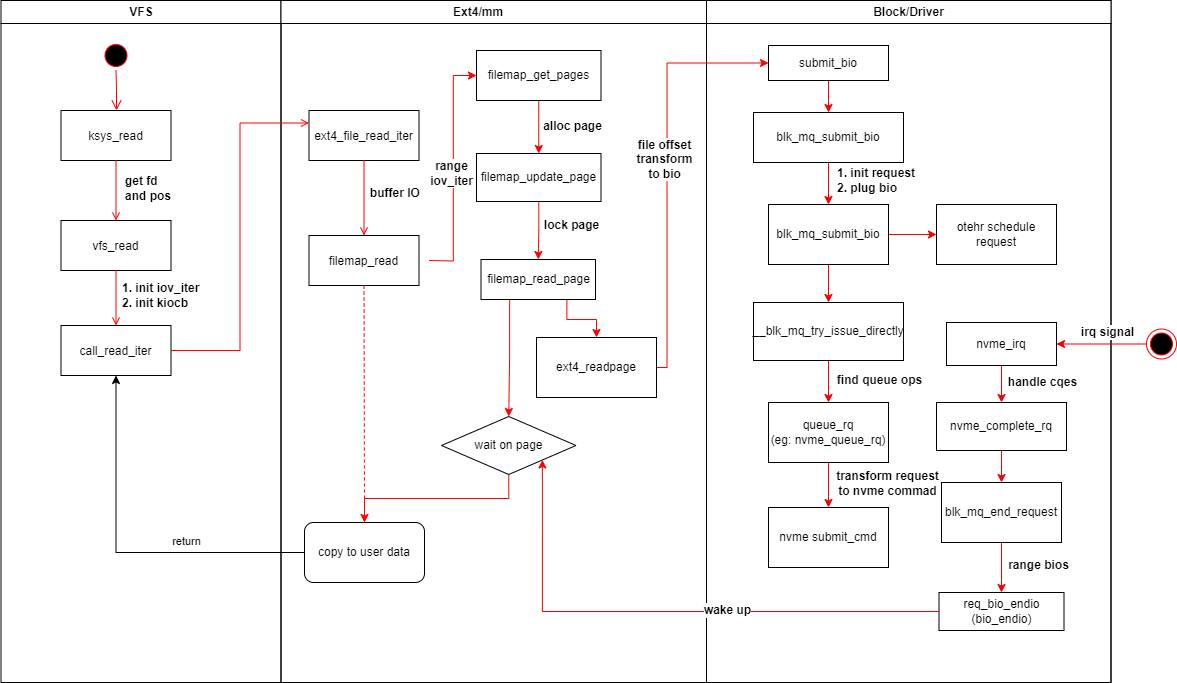 VFS
Ext4/mm
Block/Driver
ksys_read
get fd
and pos
vfs_read
1. init iov_iter
2. init kiocb
call_read_iter
return
ext4_file_read_iter
buffer IO
filemap_read
range
iov_iter
filemap_get_pages
alloc page
filemap_update_page
lock page
filemap_read_page
ext4_readpage
wait on page
copy to user data
file offset
transform
to bio
submit_bio
blk_mq_submit_bio
1. init request
2. plug bio
blk_mq_submit_bio
otehr schedule
request
__blk_mq_try_issue_directly
find queue ops
queue_rq
(eg: nvme_queue_rq)
transform request
to nvme commad
nvme submit_cmd
irq signal
nvme_irq
handle cqes
nvme_complete_rq
blk_mq_end_request
range bios
req_bio_endio
(bio_endio)
wake up